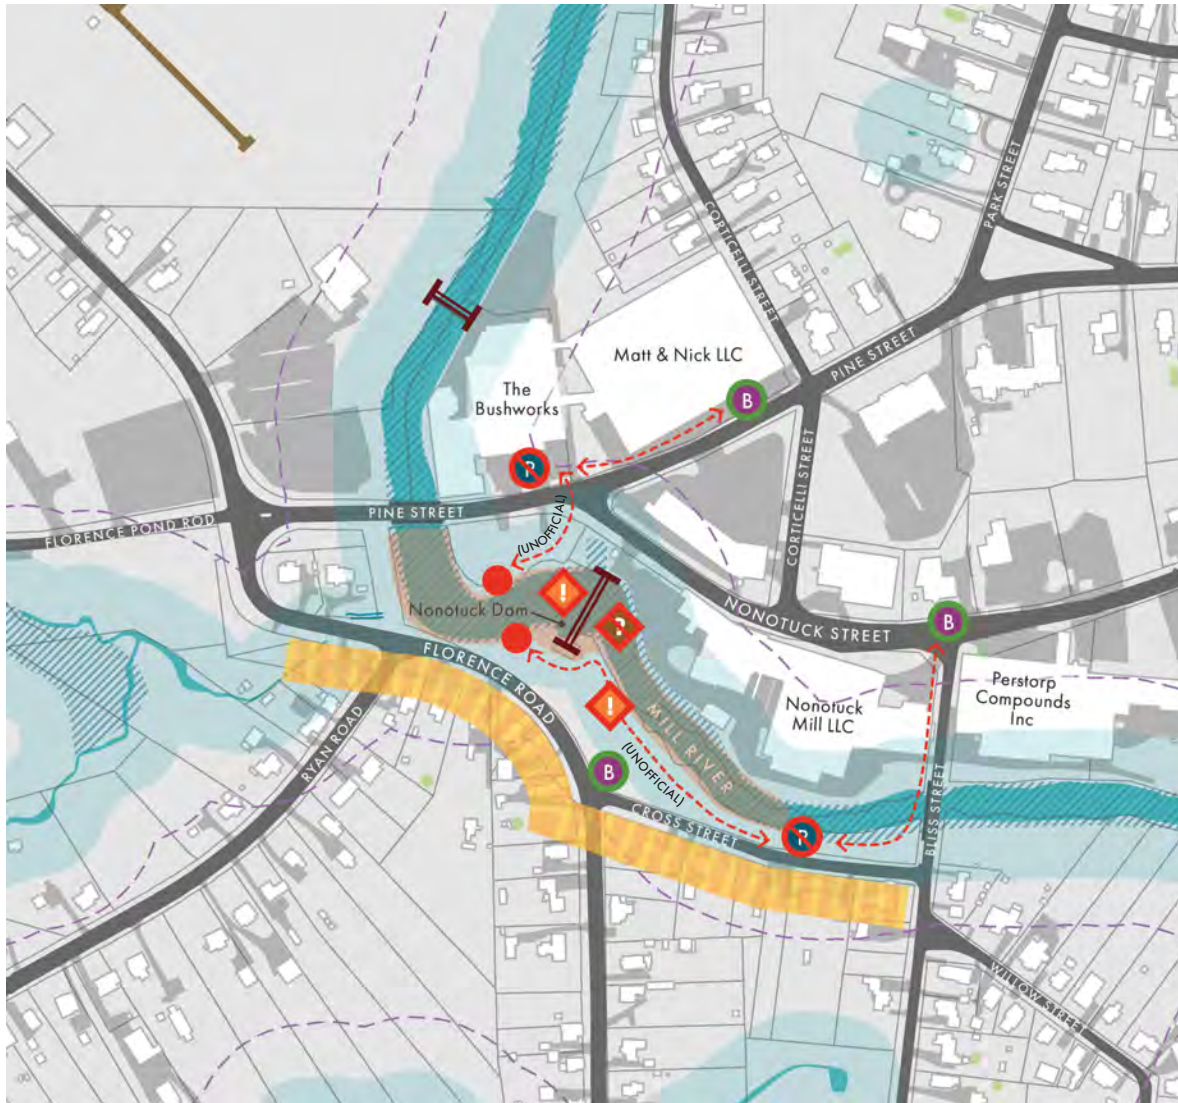 CORTICELLI STREET
PARK STREET
Matt & Nick LLC
PINE STREET
The
Bushworks
B
P
PINE STREET
FLORENCE POND ROD
(UNOFFICIAL)
CORTICELLI STREET
!
Nonotuck Dam
NONOTUCK STREET
B
FLORENCE ROAD
Perstorp
Compounds
Inc
Nonotuck
Mill LLC
!
MILL RIVER
RYAN ROAD
(UNOFFICIAL)
B
CROSS STREET
P
BLISS STREET
WILLOW STREET